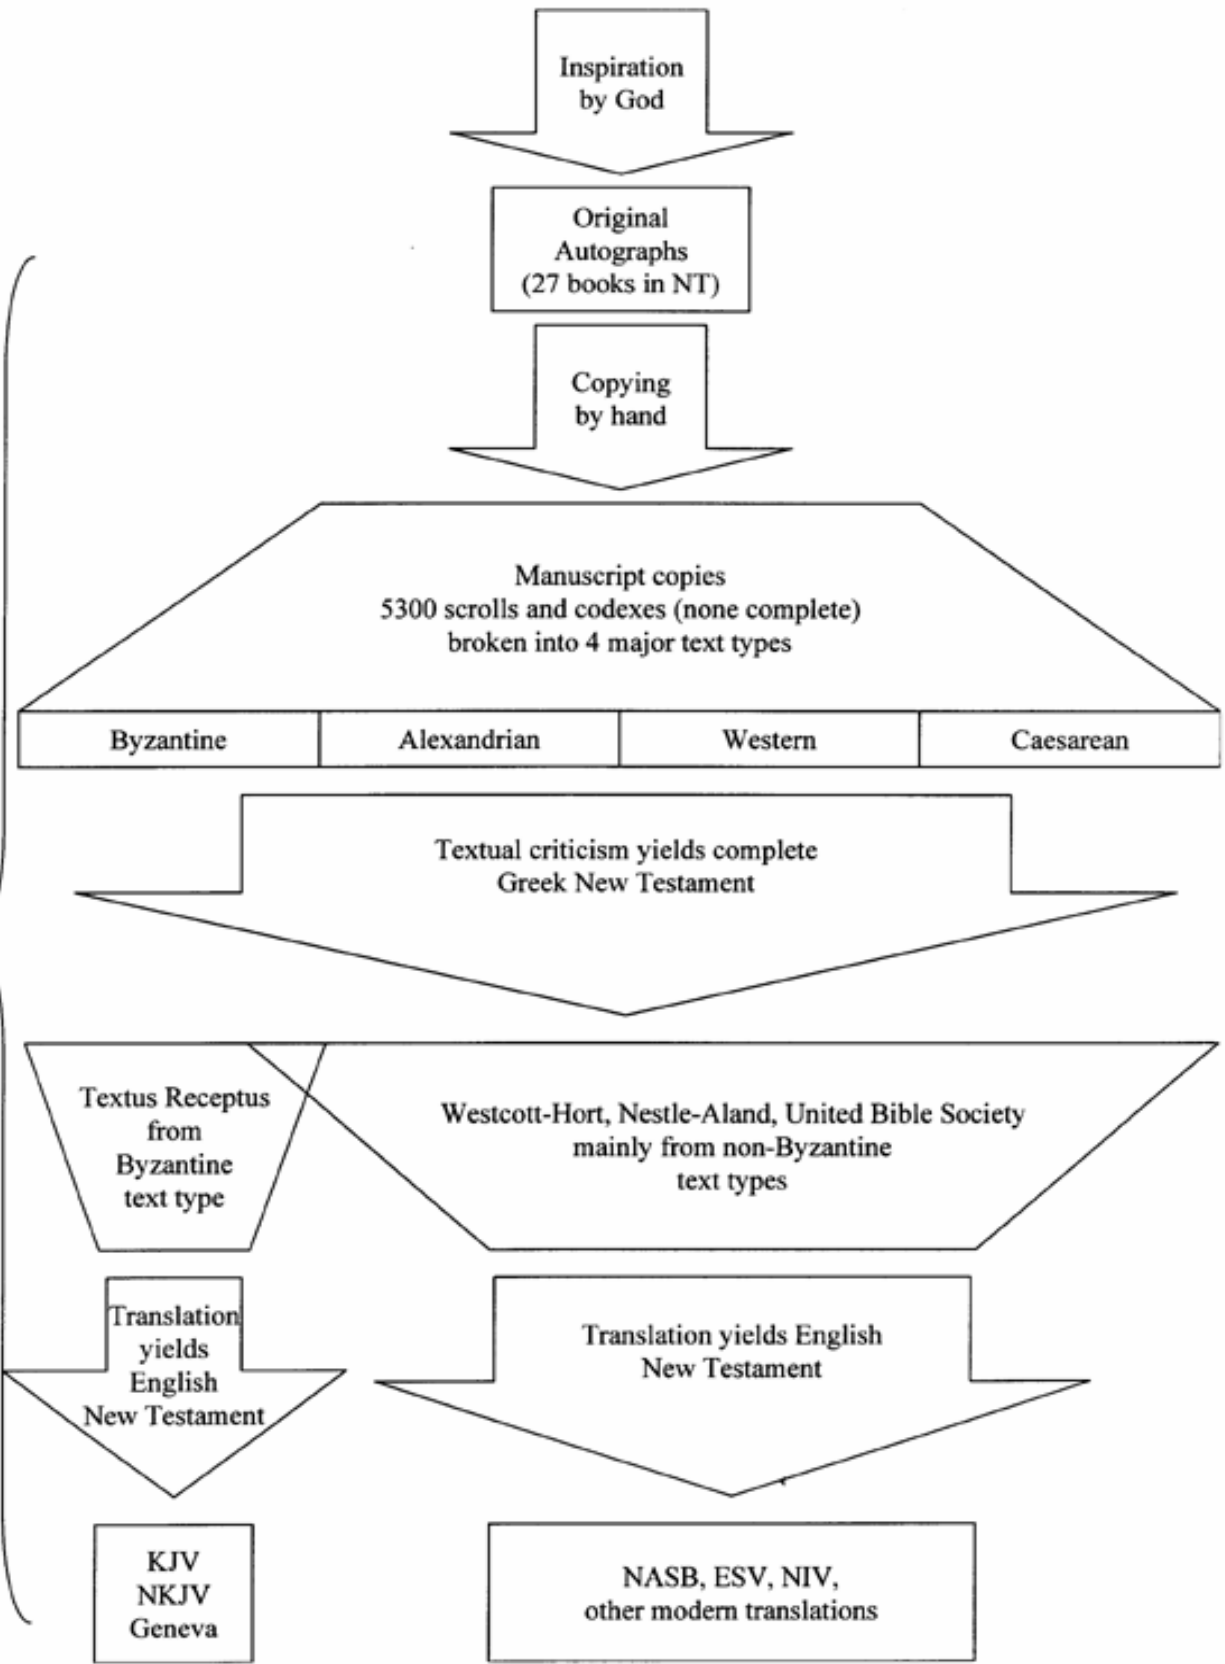 Inspiration
by God
Original
Autographs
(27 books in NT)
Copying
by hand
Manuscript copies
5300 scrolls and codexes (none complete)
broken into 4 major text types
Byzantine
Alexandrian
Western
Caesarean
Textual criticism yields complete
Greek New Testament
Textus Receptus
from
Byzantine
text type
Westcott-Hort, Nestle-Aland, United Bible Society
mainly from non-Byzantine
text types
Translation
yields
English
New Testament
Translation yields English
New Testament
KJV
NKJV
Geneva
NASB, ESV, NIV,
other modern translations